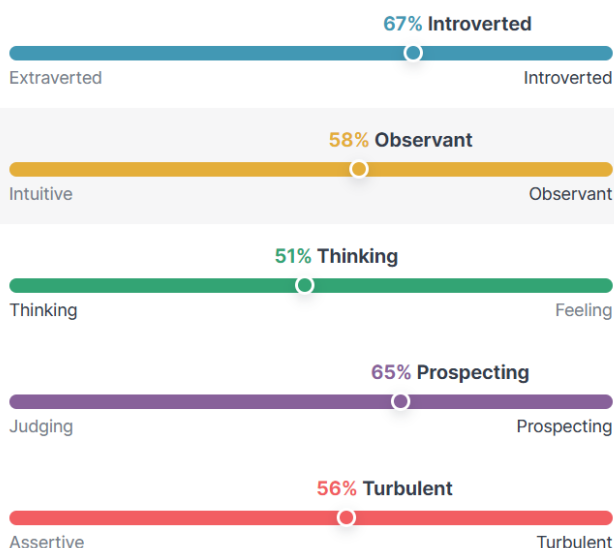 67% Introverted
Extraverted Introverted
58% Observant
Intuitive Observant
51% Thinking
Thinking Feeling
65% Prospecting
Judging Prospecting
56% Turbulent
Assertive Turbulent